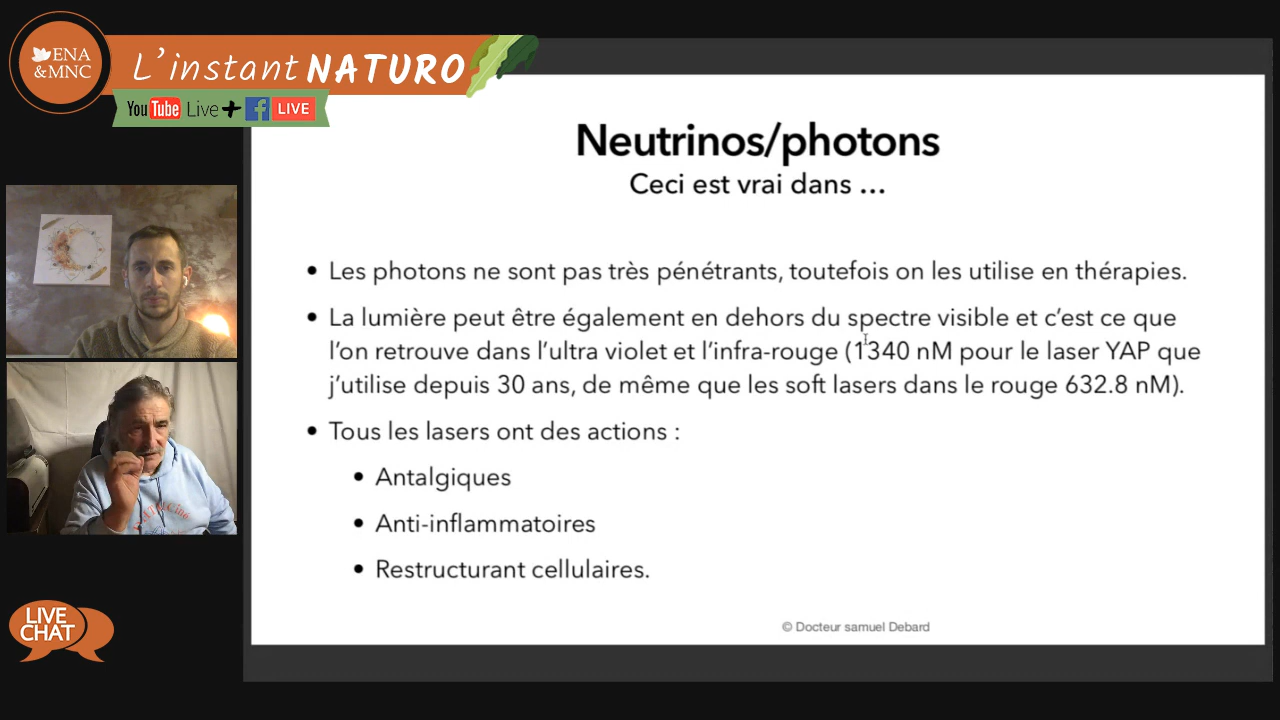 ENA
&MNC
L'instant NATURO
YouTube Live + f LIVE
Neutrinos/photons
Ceci est vrai dans ...
• Les photons ne sont pas très pénétrants, toutefois on les utilise en thérapies.
• La lumière peut être également en dehors du spectre visible et c'est ce que
l'on retrouve dans l'ultra violet et l'infra-rouge (1340 nM pour le laser YAP que
j'utilise depuis 30 ans, de même que les soft lasers dans le rouge 632.8 nM).
• Tous les lasers ont des actions :
• Antalgiques
• Anti-inflammatoires
• Restructurant cellulaires.
© Docteur samuel Debard
LIVE
CHAT